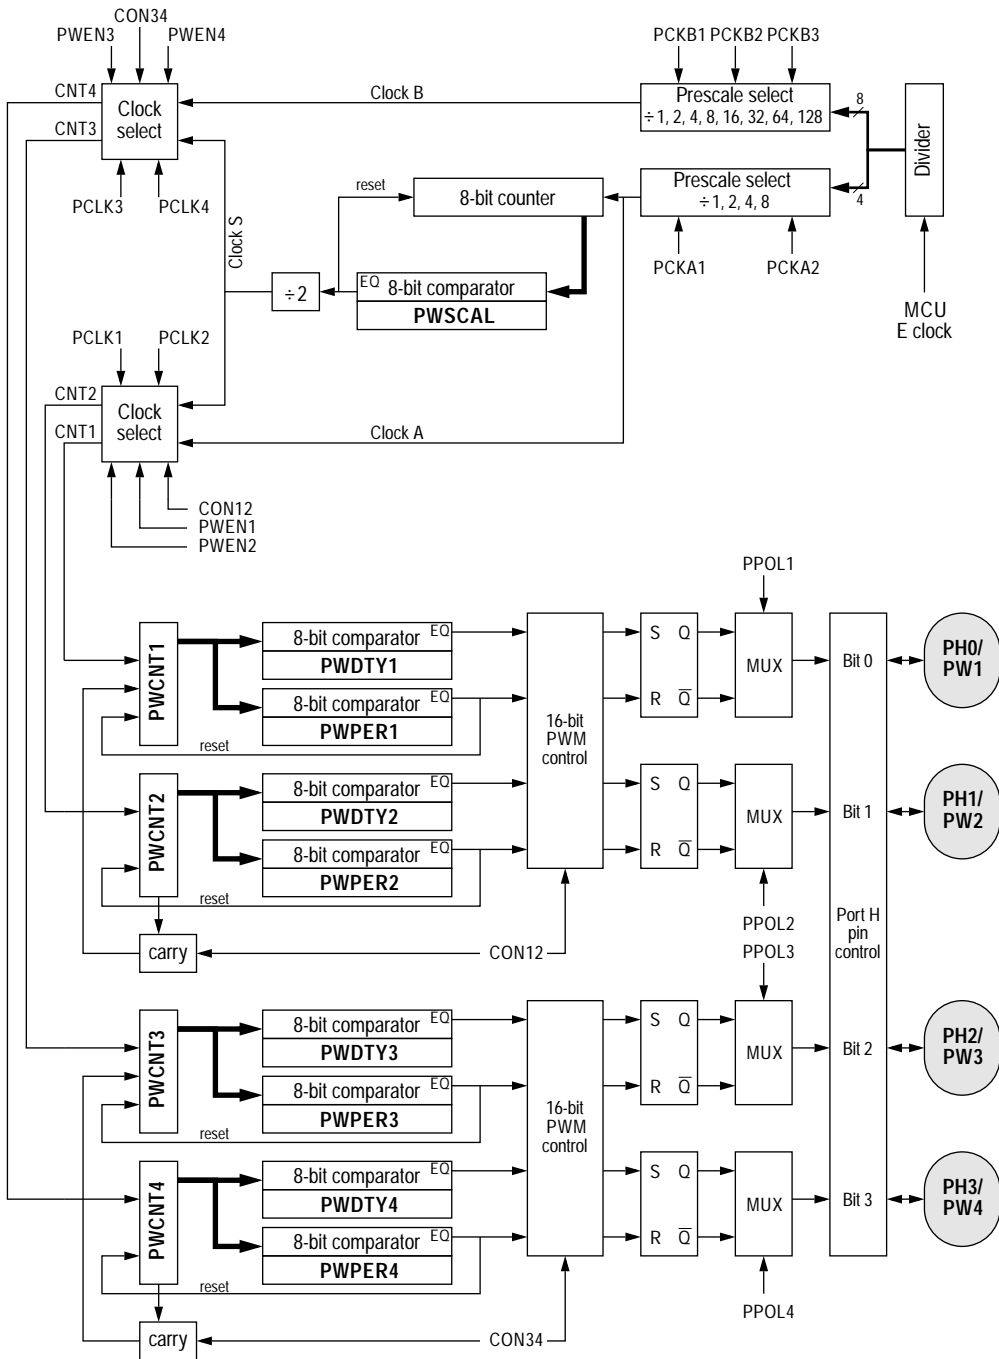 CON34
PWEN3
PWEN4
PCKB1
PCKB2
PCKB3
CNT4
CNT3
Clock
select
Clock B
Prescale select
÷ 1, 2, 4, 8, 16, 32, 64, 128
8
Divider
PCLK3
PCLK4
reset
8-bit counter
Prescale select
÷ 1, 2, 4, 8
4
Clock S
PCKA1
PCKA2
÷ 2
EQ
8-bit comparator
PWSCAL
MCU
E clock
PCLK1
PCLK2
CNT2
CNT1
Clock
select
Clock A
CON12
PWEN1
PWEN2
PPOL1
PWCNT1
8-bit comparator
EQ
PWDTY1
8-bit comparator
EQ
PWPER1
reset
16-bit
PWM
control
S Q
R Q̅
MUX
Bit 0
PH0/
PW1
PWCNT2
8-bit comparator
EQ
PWDTY2
8-bit comparator
EQ
PWPER2
reset
S Q
R Q̅
MUX
Bit 1
PH1/
PW2
carry
CON12
PPOL2
PPOL3
Port H
pin
control
PWCNT3
8-bit comparator
EQ
PWDTY3
8-bit comparator
EQ
PWPER3
reset
16-bit
PWM
control
S Q
R Q̅
MUX
Bit 2
PH2/
PW3
PWCNT4
8-bit comparator
EQ
PWDTY4
8-bit comparator
EQ
PWPER4
reset
S Q
R Q̅
MUX
Bit 3
PH3/
PW4
PPOL4
carry
CON34